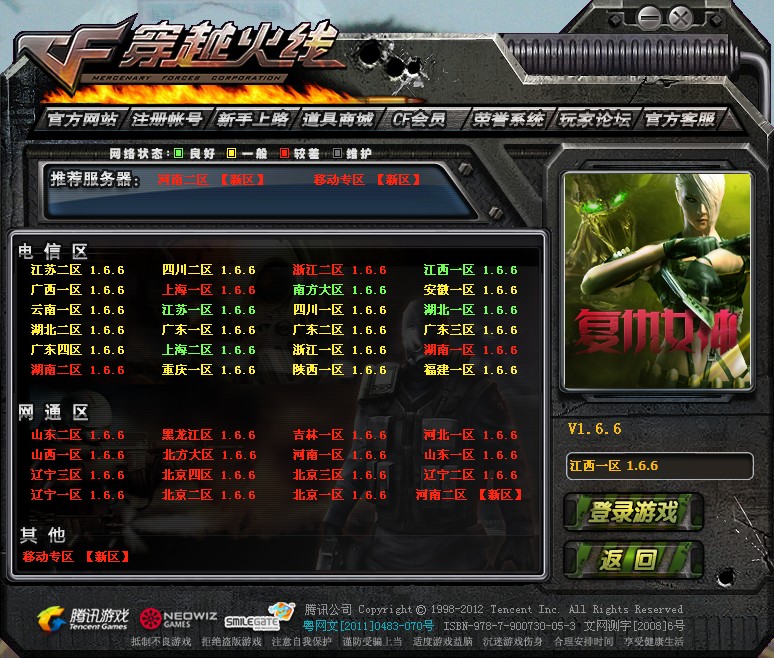 CF穿越火线
MERCENARY FORCES CORPORATION
官方网站 注册帐号 新手上路 道具商城 CF会员 荣誉系统 玩家论坛 官方客服
网络状态: 良好 一般 较差 维护
推荐服务器: 河南二区 【新区】 移动专区 【新区】
电信区
江苏二区 1.6.6 四川二区 1.6.6 浙江二区 1.6.6 江西一区 1.6.6
广西一区 1.6.6 上海一区 1.6.6 南方大区 1.6.6 安徽一区 1.6.6
云南一区 1.6.6 江苏一区 1.6.6 四川一区 1.6.6 湖北一区 1.6.6
湖北二区 1.6.6 广东一区 1.6.6 广东二区 1.6.6 广东三区 1.6.6
广东四区 1.6.6 上海二区 1.6.6 浙江一区 1.6.6 湖南一区 1.6.6
湖南二区 1.6.6 重庆一区 1.6.6 陕西一区 1.6.6 福建一区 1.6.6
网通区
山东二区 1.6.6 黑龙江区 1.6.6 吉林一区 1.6.6 河北一区 1.6.6
山西一区 1.6.6 北方大区 1.6.6 河南一区 1.6.6 山东一区 1.6.6
辽宁三区 1.6.6 北京四区 1.6.6 北京三区 1.6.6 辽宁二区 1.6.6
辽宁一区 1.6.6 北京二区 1.6.6 北京一区 1.6.6 河南二区 【新区】
其他
移动专区 【新区】
复仇女神
V1.6.6
江西一区 1.6.6
登录游戏
返回
腾讯游戏
Tencent Games
NEOWIZ
GAMES
SMILEGATE
腾讯公司 Copyright © 1998-2012 Tencent Inc. All Rights Reserved
粤网文[2011]0483-070号 ISBN-978-7-900730-05-3 文网测字[2008]6号
抵制不良游戏 拒绝盗版游戏 注意自我保护 谨防受骗上当 适度游戏益脑 沉迷游戏伤身 合理安排时间 享受健康生活